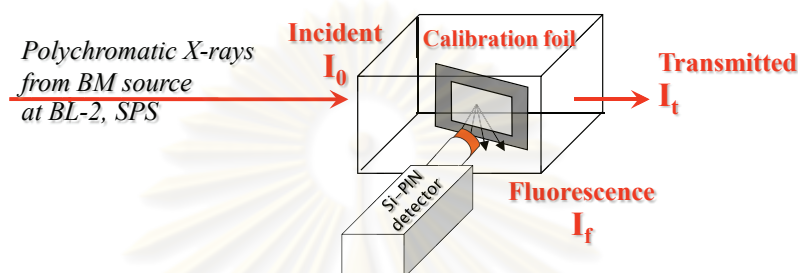 Polychromatic X-rays
from BM source
at BL-2, SPS
Incident
I0
Calibration foil
Transmitted
It
Si-PIN
detector
Fluorescence
If